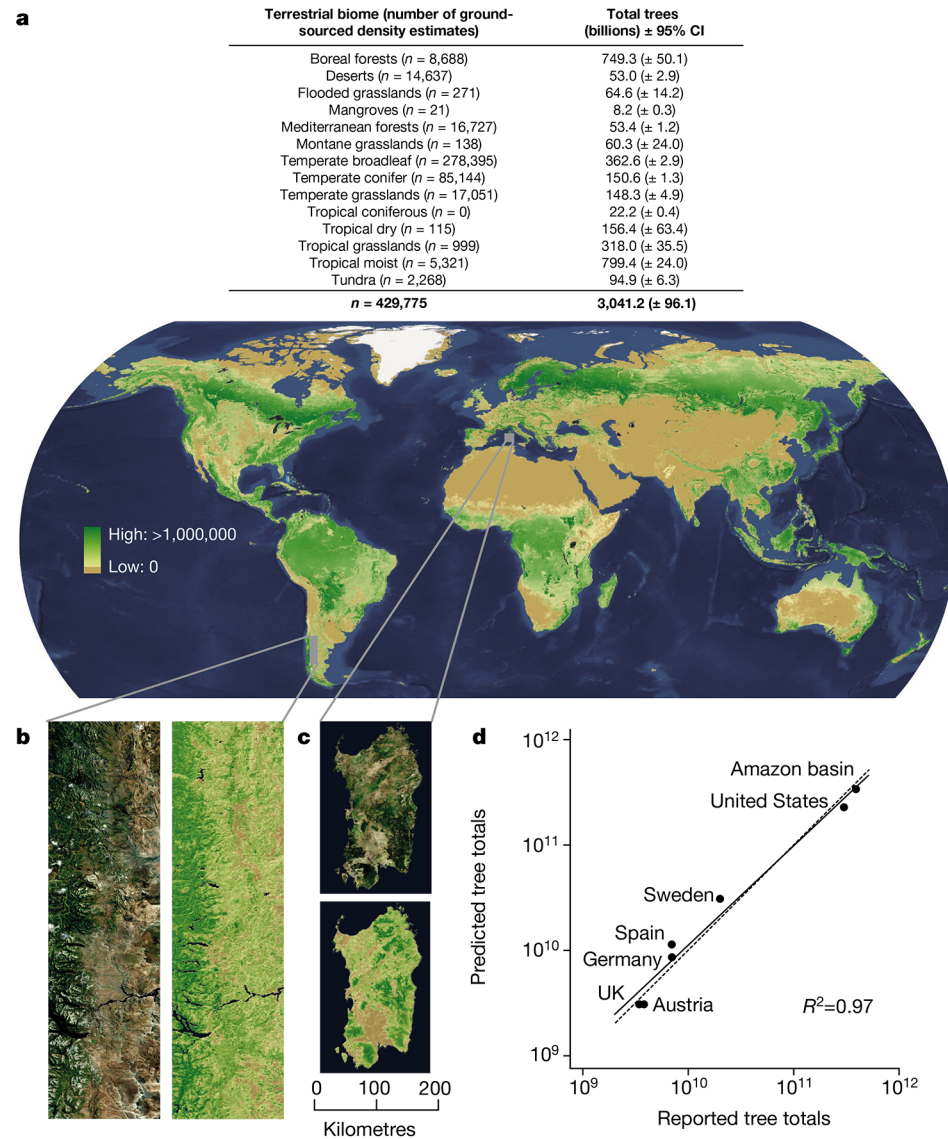 a
Terrestrial biome (number of ground-sourced density estimates) Total trees (billions) ± 95% CI
Boreal forests (n = 8,688) 749.3 (± 50.1)
Deserts (n = 14,637) 53.0 (± 2.9)
Flooded grasslands (n = 271) 64.6 (± 14.2)
Mangroves (n = 21) 8.2 (± 0.3)
Mediterranean forests (n = 16,727) 53.4 (± 1.2)
Montane grasslands (n = 138) 60.3 (± 24.0)
Temperate broadleaf (n = 278,395) 362.6 (± 2.9)
Temperate conifer (n = 85,144) 150.6 (± 1.3)
Temperate grasslands (n = 17,051) 148.3 (± 4.9)
Tropical coniferous (n = 0) 22.2 (± 0.4)
Tropical dry (n = 115) 156.4 (± 63.4)
Tropical grasslands (n = 999) 318.0 (± 35.5)
Tropical moist (n = 5,321) 799.4 (± 24.0)
Tundra (n = 2,268) 94.9 (± 6.3)
n = 429,775 3,041.2 (± 96.1)
High: >1,000,000
Low: 0
b
c
0 100 200
Kilometres
d
Predicted tree totals
10¹²
10¹¹
10¹⁰
10⁹
Amazon basin
United States
Sweden
Spain
Germany
UK
Austria
R²=0.97
10⁹ 10¹⁰ 10¹¹ 10¹²
Reported tree totals